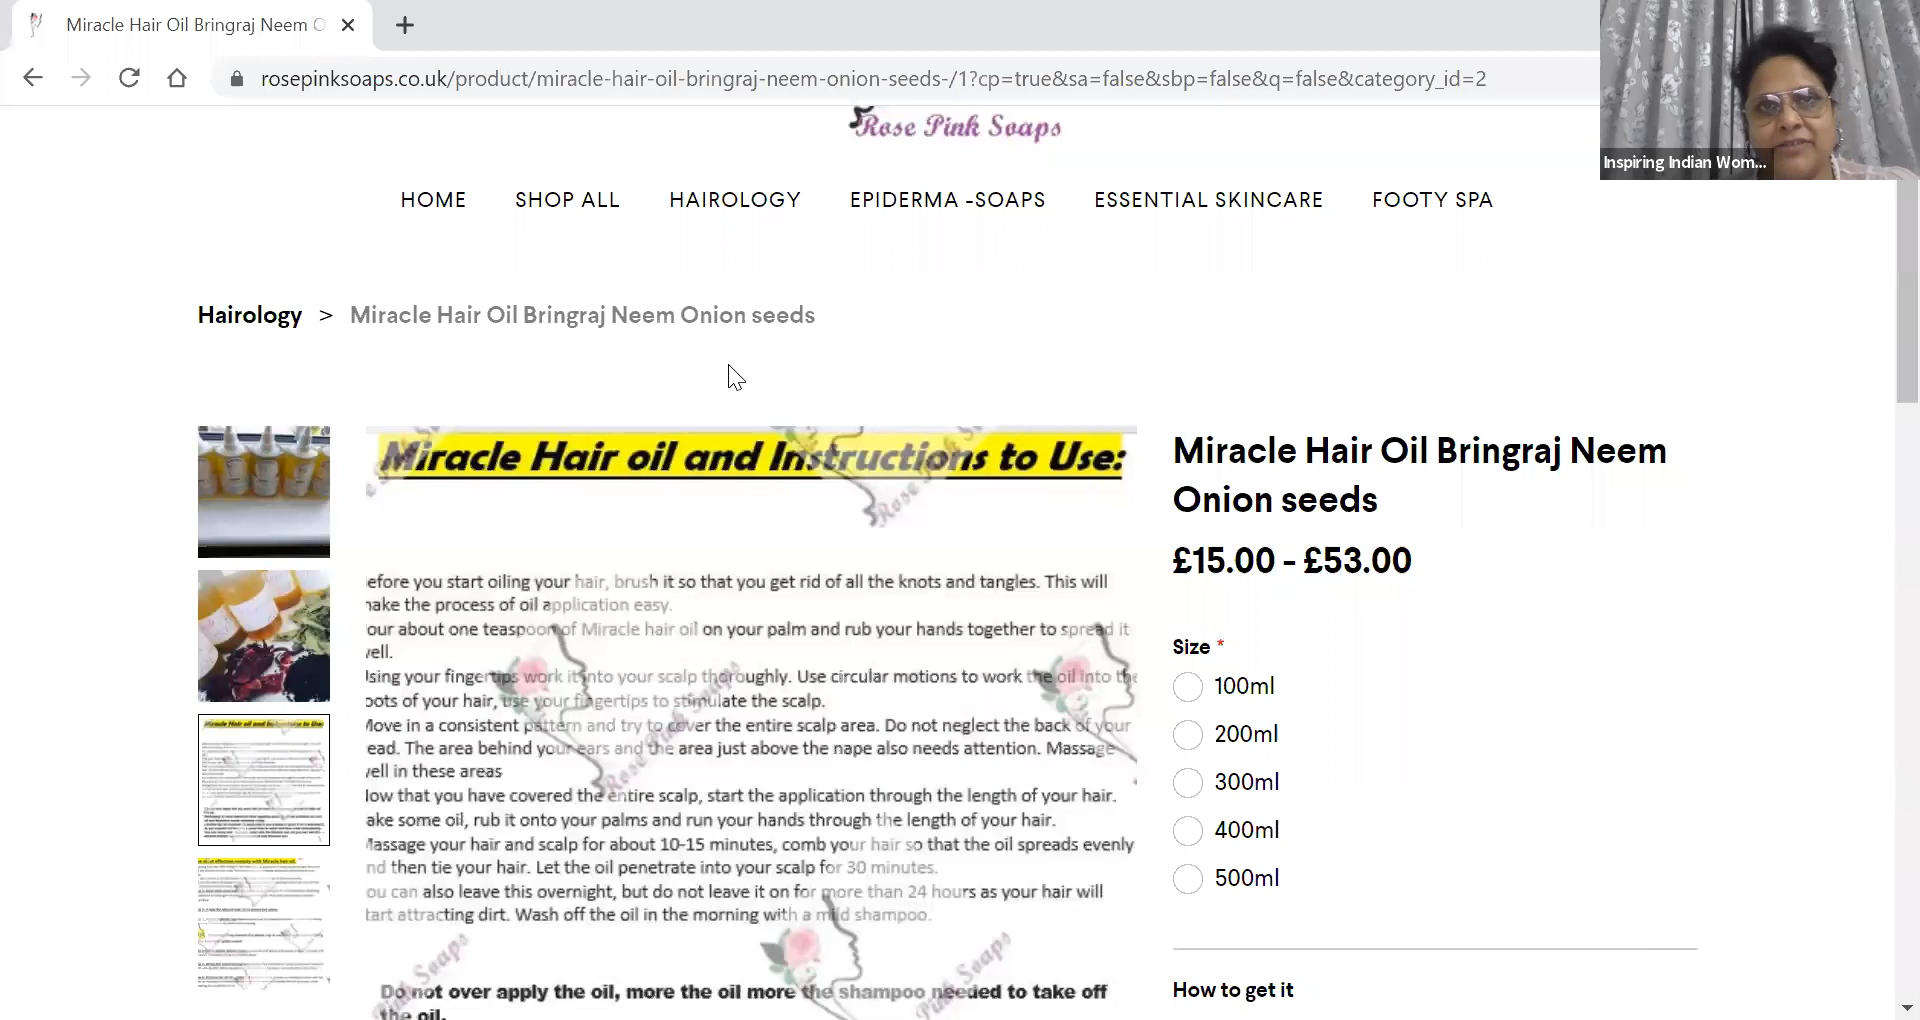 Miracle Hair Oil Bringraj Neem O
rosepinksoaps.co.uk/product/miracle-hair-oil-bringraj-neem-onion-seeds-/1?cp=true&sa=false&sbp=false&q=false&category_id=2
Inspiring Indian Wom...
Rose Pink Soaps
HOME SHOP ALL HAIROLOGY EPIDERMA -SOAPS ESSENTIAL SKINCARE FOOTY SPA
Hairology > Miracle Hair Oil Bringraj Neem Onion seeds
Miracle Hair oil and Instructions to Use:
efore you start oiling your hair, brush it so that you get rid of all the knots and tangles. This will
ake the process of oil application easy.
our about one teaspoon of Miracle hair oil on your palm and rub your hands together to spread it
ell.
sing your fingertips work it into your scalp thoroughly. Use circular motions to work the oil into the
oots of your hair, use your fingertips to stimulate the scalp.
ove in a consistent pattern and try to cover the entire scalp area. Do not neglect the back of your
ead. The area behind your ears and the area just above the nape also needs attention. Massage
ell in these areas
ow that you have covered the entire scalp, start the application through the length of your hair.
ake some oil, rub it onto your palms and run your hands through the length of your hair.
assage your hair and scalp for about 10-15 minutes, comb your hair so that the oil spreads evenly
nd then tie your hair. Let the oil penetrate into your scalp for 30 minutes.
ou can also leave this overnight, but do not leave it on for more than 24 hours as your hair will
tart attracting dirt. Wash off the oil in the morning with a mild shampoo.
Do not over apply the oil, more the oil more the shampoo needed to take off
the oil.
Rose Pink Soaps
Pink Soaps
Pink Soaps
Miracle Hair Oil Bringraj Neem
Onion seeds
£15.00 - £53.00
Size *
100ml
200ml
300ml
400ml
500ml
How to get it